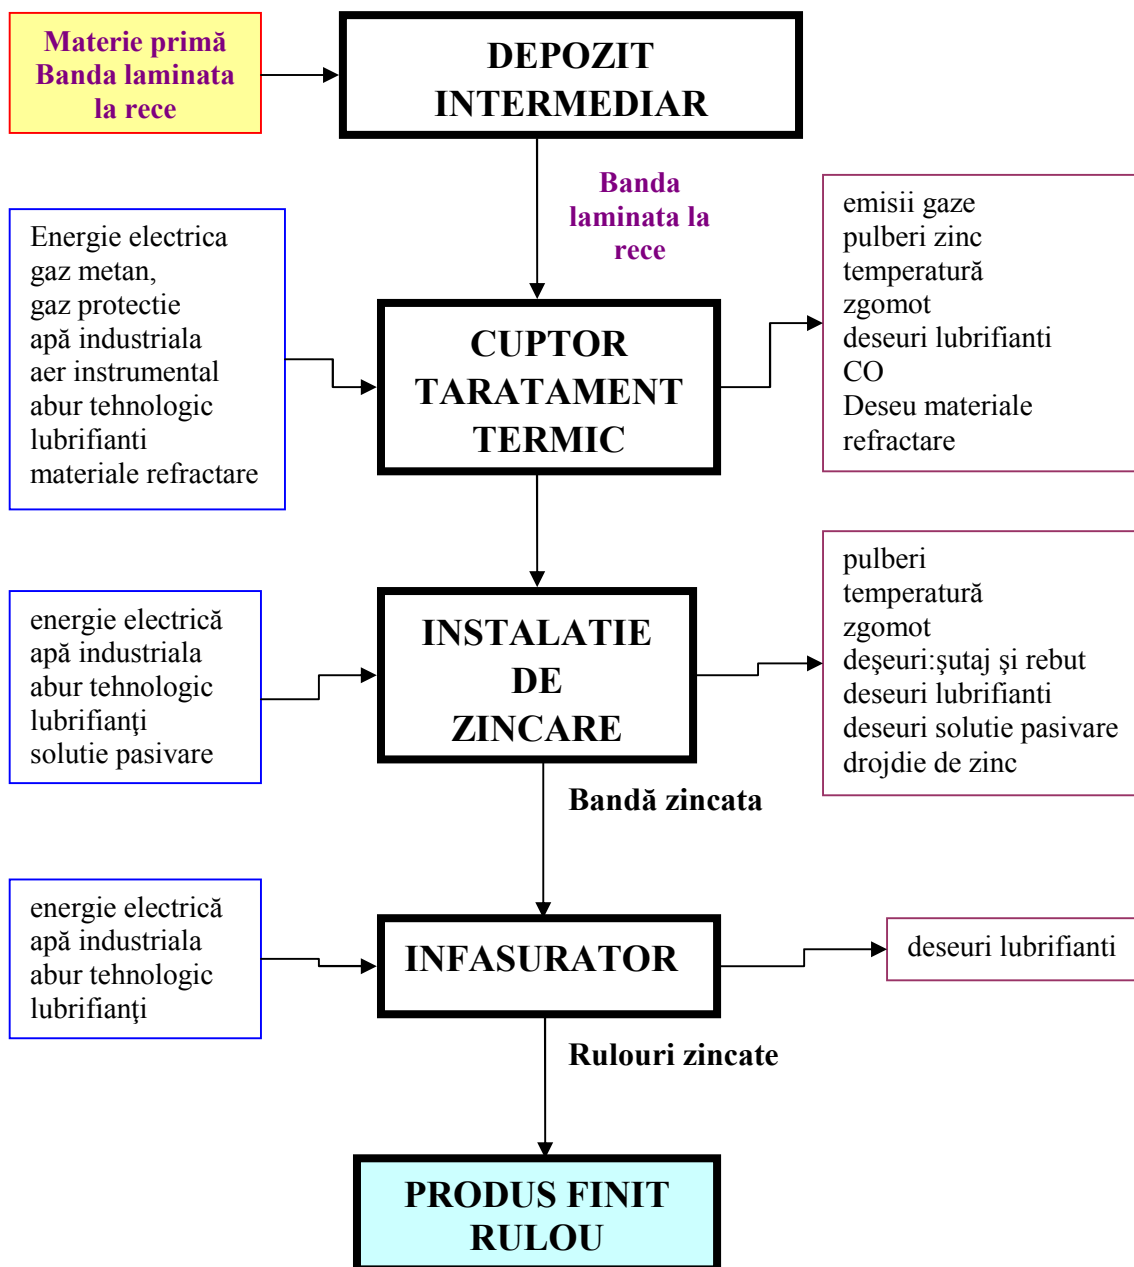 Materie primă
Banda laminata
la rece
DEPOZIT
INTERMEDIAR
Banda
laminata la
rece
Energie electrica
gaz metan,
gaz protectie
apă industriala
aer instrumental
abur tehnologic
lubrifianti
materiale refractare
CUPTOR
TARATAMENT
TERMIC
emisii gaze
pulberi zinc
temperatură
zgomot
deseuri lubrifianti
CO
Deseu materiale
refractare
energie electrică
apă industriala
abur tehnologic
lubrifianţi
solutie pasivare
INSTALATIE
DE
ZINCARE
pulberi
temperatură
zgomot
deşeuri:şutaj şi rebut
deseuri lubrifianti
deseuri solutie pasivare
drojdie de zinc
Bandă zincata
energie electrică
apă industriala
abur tehnologic
lubrifianţi
INFASURATOR
deseuri lubrifianti
Rulouri zincate
PRODUS FINIT
RULOU